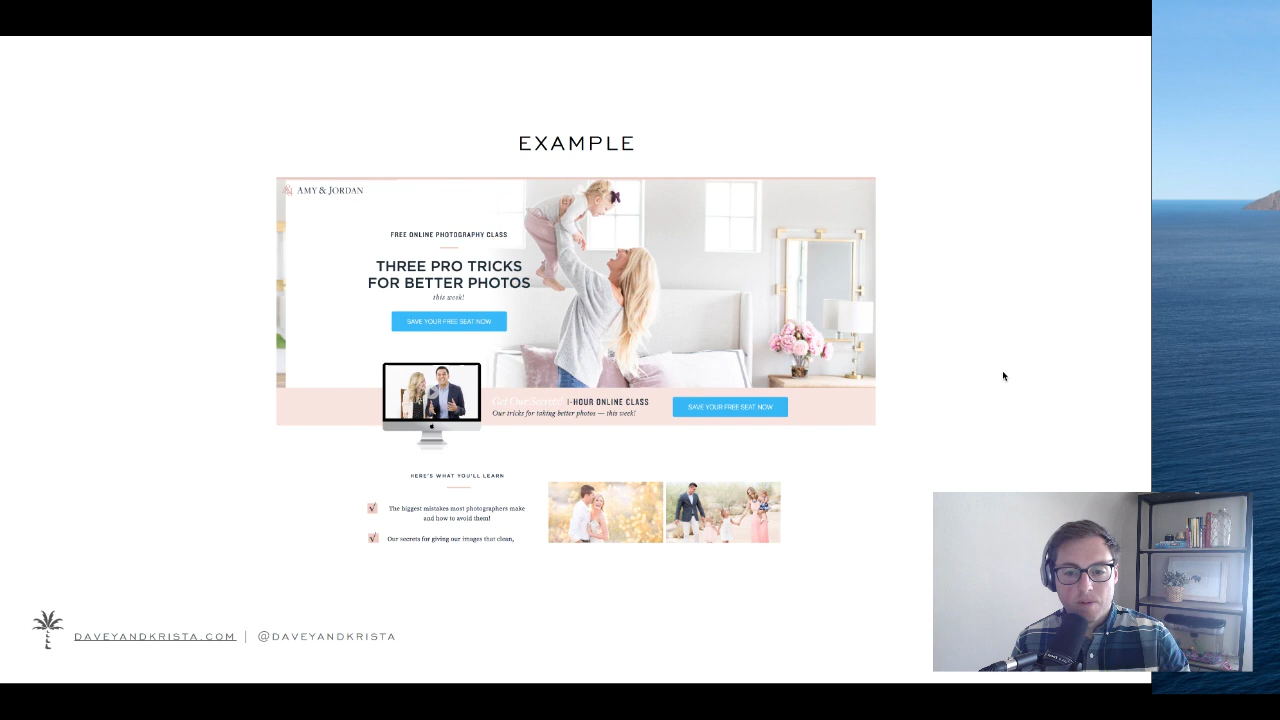 EXAMPLE
AMY & JORDAN
FREE ONLINE PHOTOGRAPHY CLASS
THREE PRO TRICKS
FOR BETTER PHOTOS
this week!
SAVE YOUR FREE SEAT NOW
Get Our Secrets! 1-HOUR ONLINE CLASS
Our tricks for taking better photos — this week!
SAVE YOUR FREE SEAT NOW
HERE'S WHAT YOU'LL LEARN
The biggest mistakes most photographers make
and how to avoid them!
Our secrets for giving our images that clean,
DAVEYANDKRISTA.COM | @DAVEYANDKRISTA